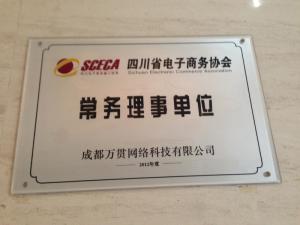 SCECA 四川省电子商务协会
Sichuan Electronic Commerce Association
常务理事单位
成都万贯网络科技有限公司
2012年度